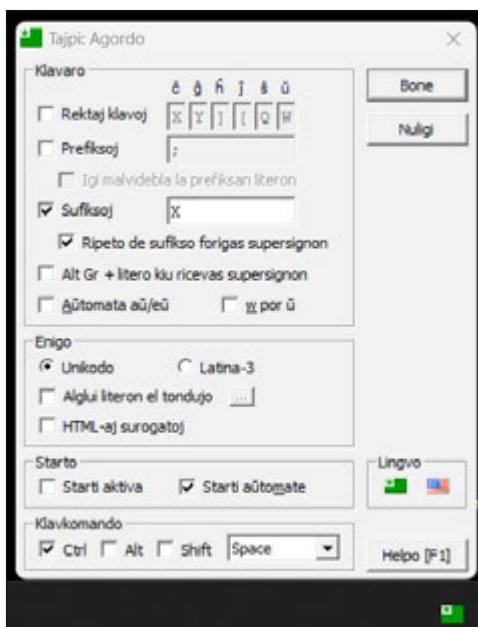 Tajpi: Agordo
Klavaro
ĉ ĝ ĥ ĵ ŝ ŭ
Bone
Rektaj klavoj X Y ] [ Q W
Nuligi
Prefiksoj ;
Igi malvidebla la prefiksan literon
Sufiksoj X
Ripeto de sufikso forigas supersignon
Alt Gr + litero kiu ricevas supersignon
Aŭtomata aŭ/eŭ w por ŭ
Enigo
Unikodo Latina-3
Alglui literon el tondujo ...
HTML-aj surogatoj
Starto
Lingvo
Starti aktiva Starti aŭtomate
Klavkomando
Ctrl Alt Shift Space
Helpo [F1]